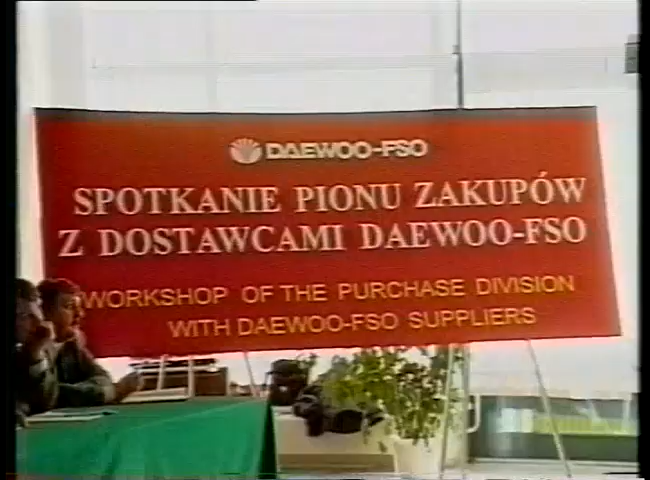 DAEWOO-FSO
SPOTKANIE PIONU ZAKUPÓW
Z DOSTAWCAMI DAEWOO-FSO
WORKSHOP OF THE PURCHASE DIVISION
WITH DAEWOO-FSO SUPPLIERS